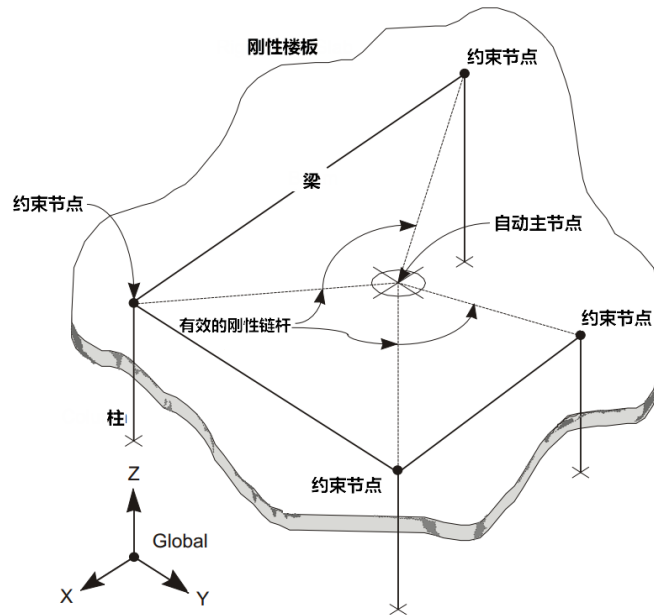 刚性楼板
约束节点
梁
约束节点
自动主节点
有效的刚性链杆
约束节点
柱
约束节点
Z
Global
X
Y